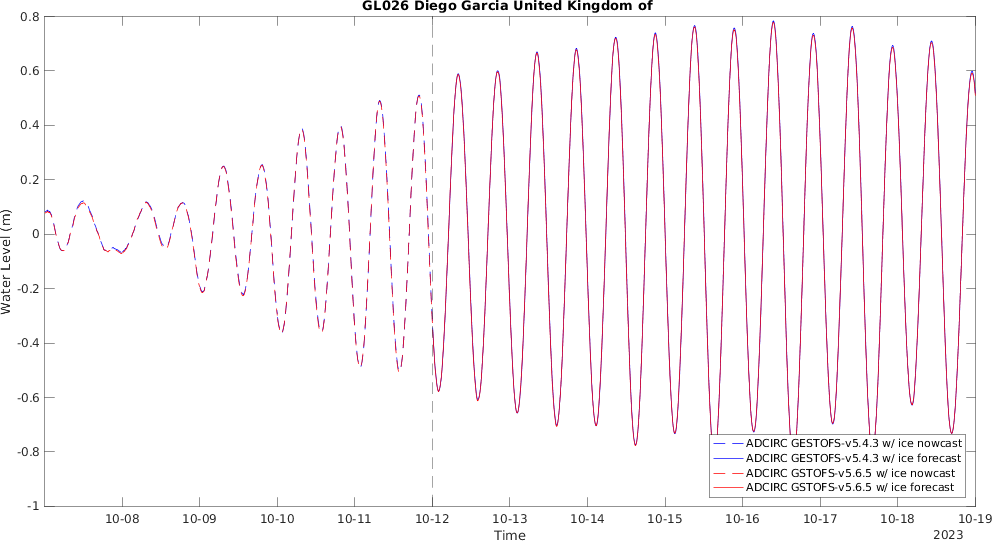 GL026 Diego Garcia United Kingdom of
0.8
0.6
0.4
0.2
0
-0.2
-0.4
-0.6
-0.8
-1
Water Level (m)
ADCIRC GESTOFS-v5.4.3 w/ ice nowcast
ADCIRC GESTOFS-v5.4.3 w/ ice forecast
ADCIRC GSTOFS-v5.6.5 w/ ice nowcast
ADCIRC GSTOFS-v5.6.5 w/ ice forecast
10-08 10-09 10-10 10-11 10-12 10-13 10-14 10-15 10-16 10-17 10-18 10-19
Time
2023